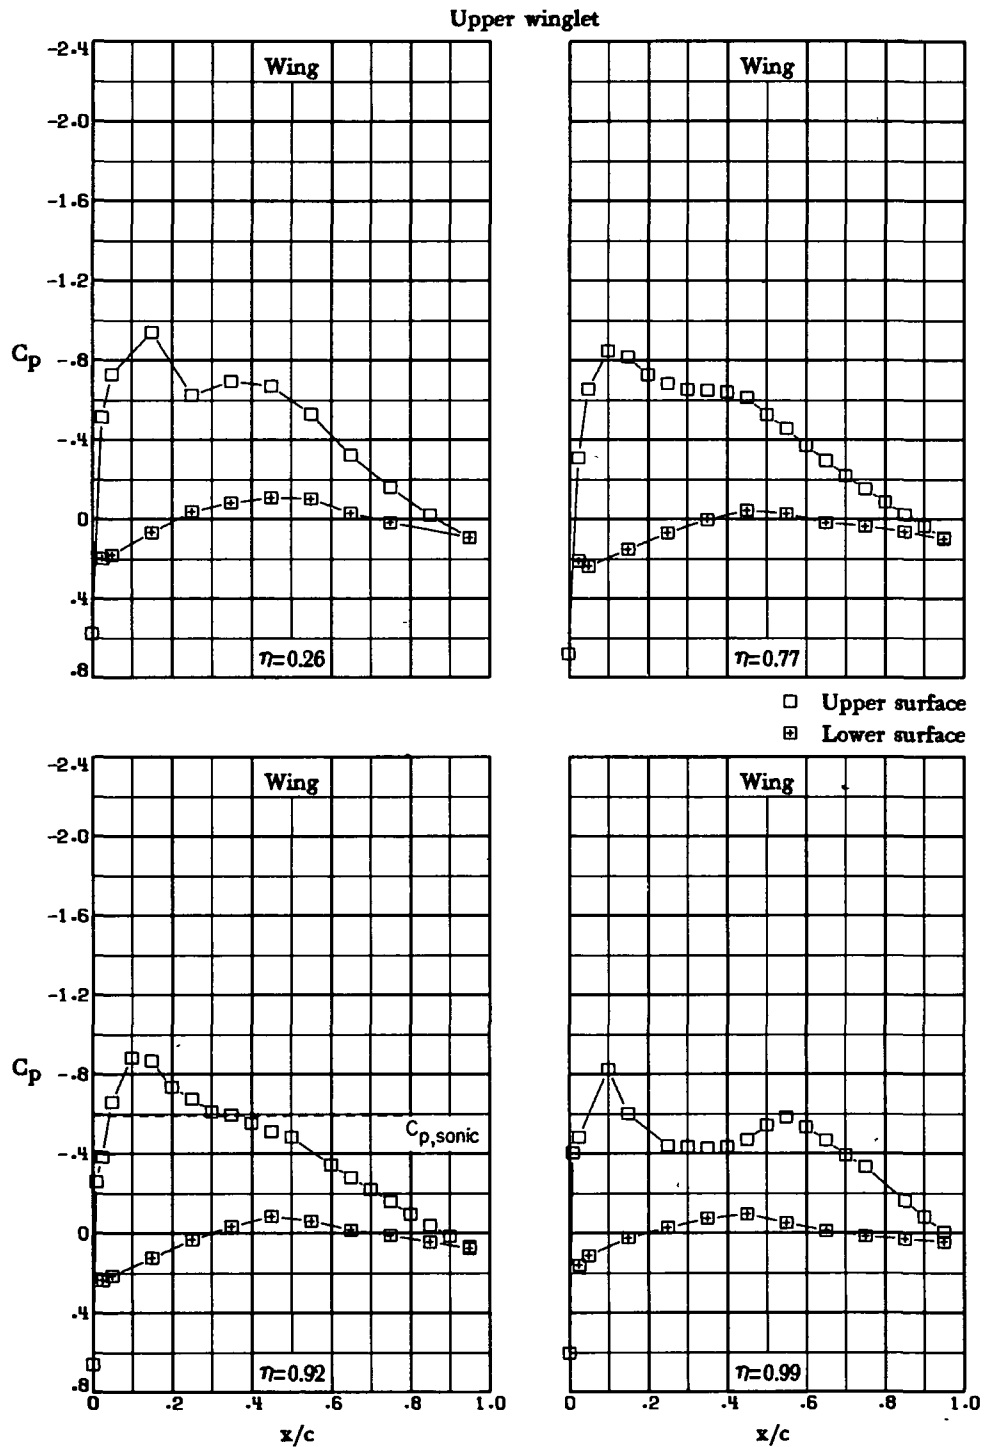 Upper winglet
Wing
Wing
-2.4
-2.0
-1.6
-1.2
Cp
-.8
-.4
0
.4
.8
η=0.26
η=0.77
Upper surface
Lower surface
Wing
Wing
-2.4
-2.0
-1.6
-1.2
Cp
-.8
Cp,sonic
-.4
0
.4
.8
η=0.92
η=0.99
0 .2 .4 .6 .8 1.0
0 .2 .4 .6 .8 1.0
x/c
x/c